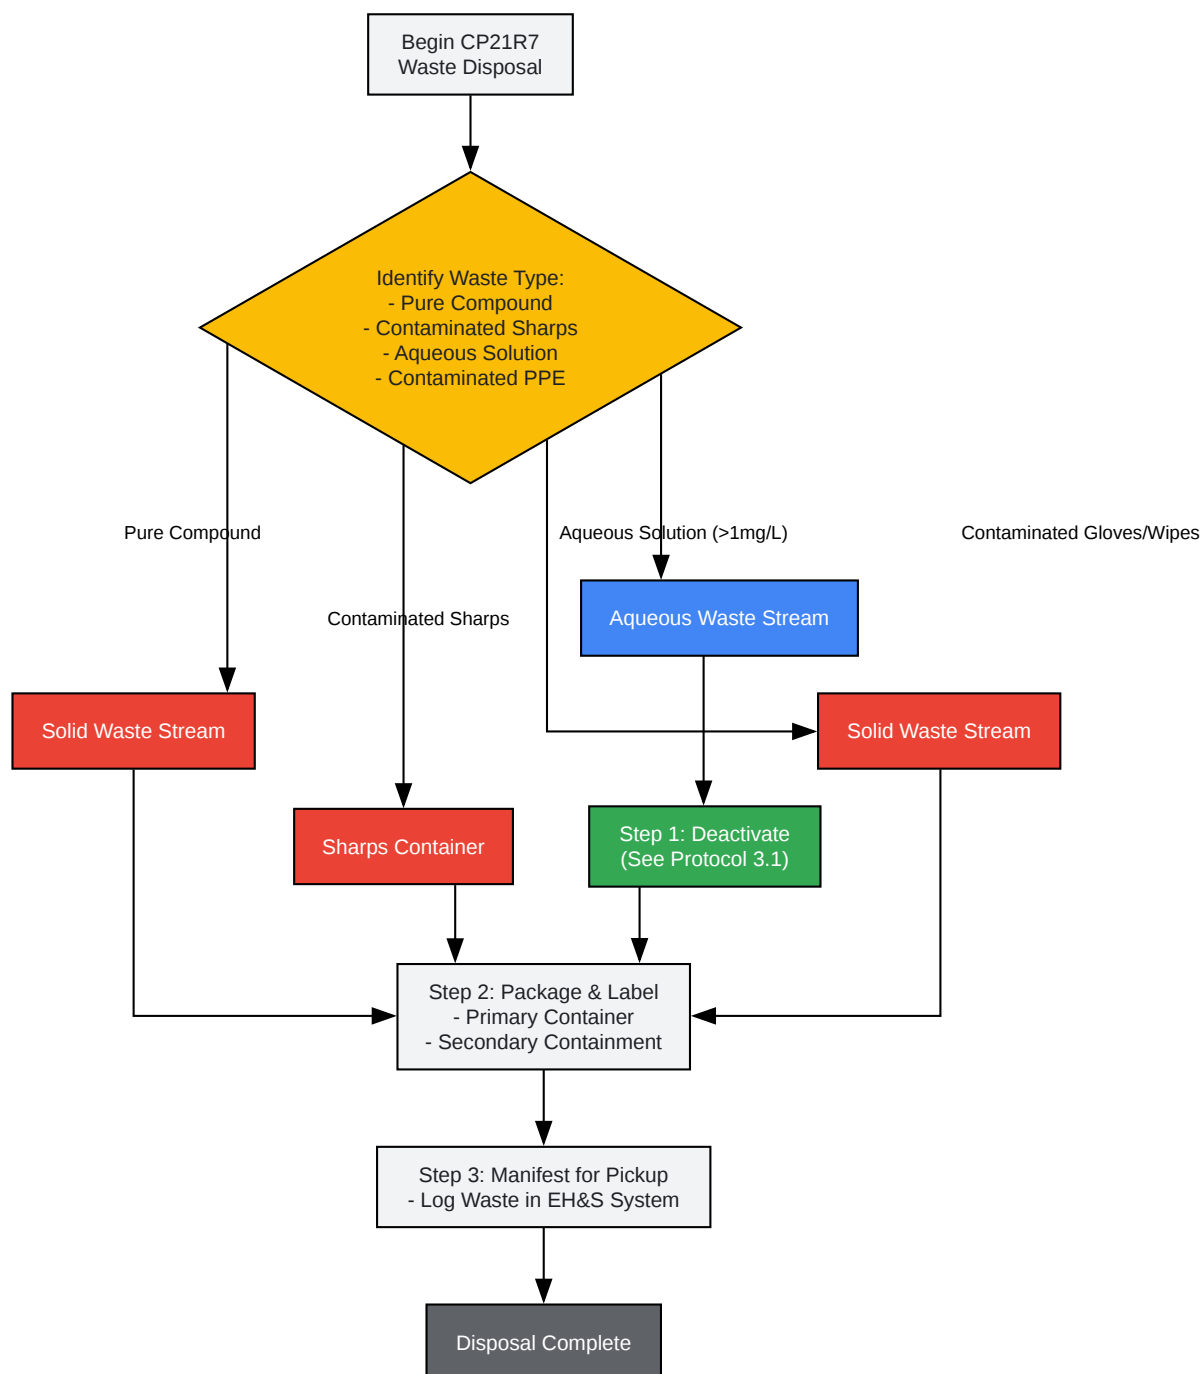 Begin CP21R7
Waste Disposal
Identify Waste Type:
- Pure Compound
- Contaminated Sharps
- Aqueous Solution
- Contaminated PPE
Pure Compound
Aqueous Solution (>1mg/L)
Contaminated Gloves/Wipes
Contaminated Sharps
Aqueous Waste Stream
Solid Waste Stream
Solid Waste Stream
Sharps Container
Step 1: Deactivate
(See Protocol 3.1)
Step 2: Package & Label
- Primary Container
- Secondary Containment
Step 3: Manifest for Pickup
- Log Waste in EH&S System
Disposal Complete